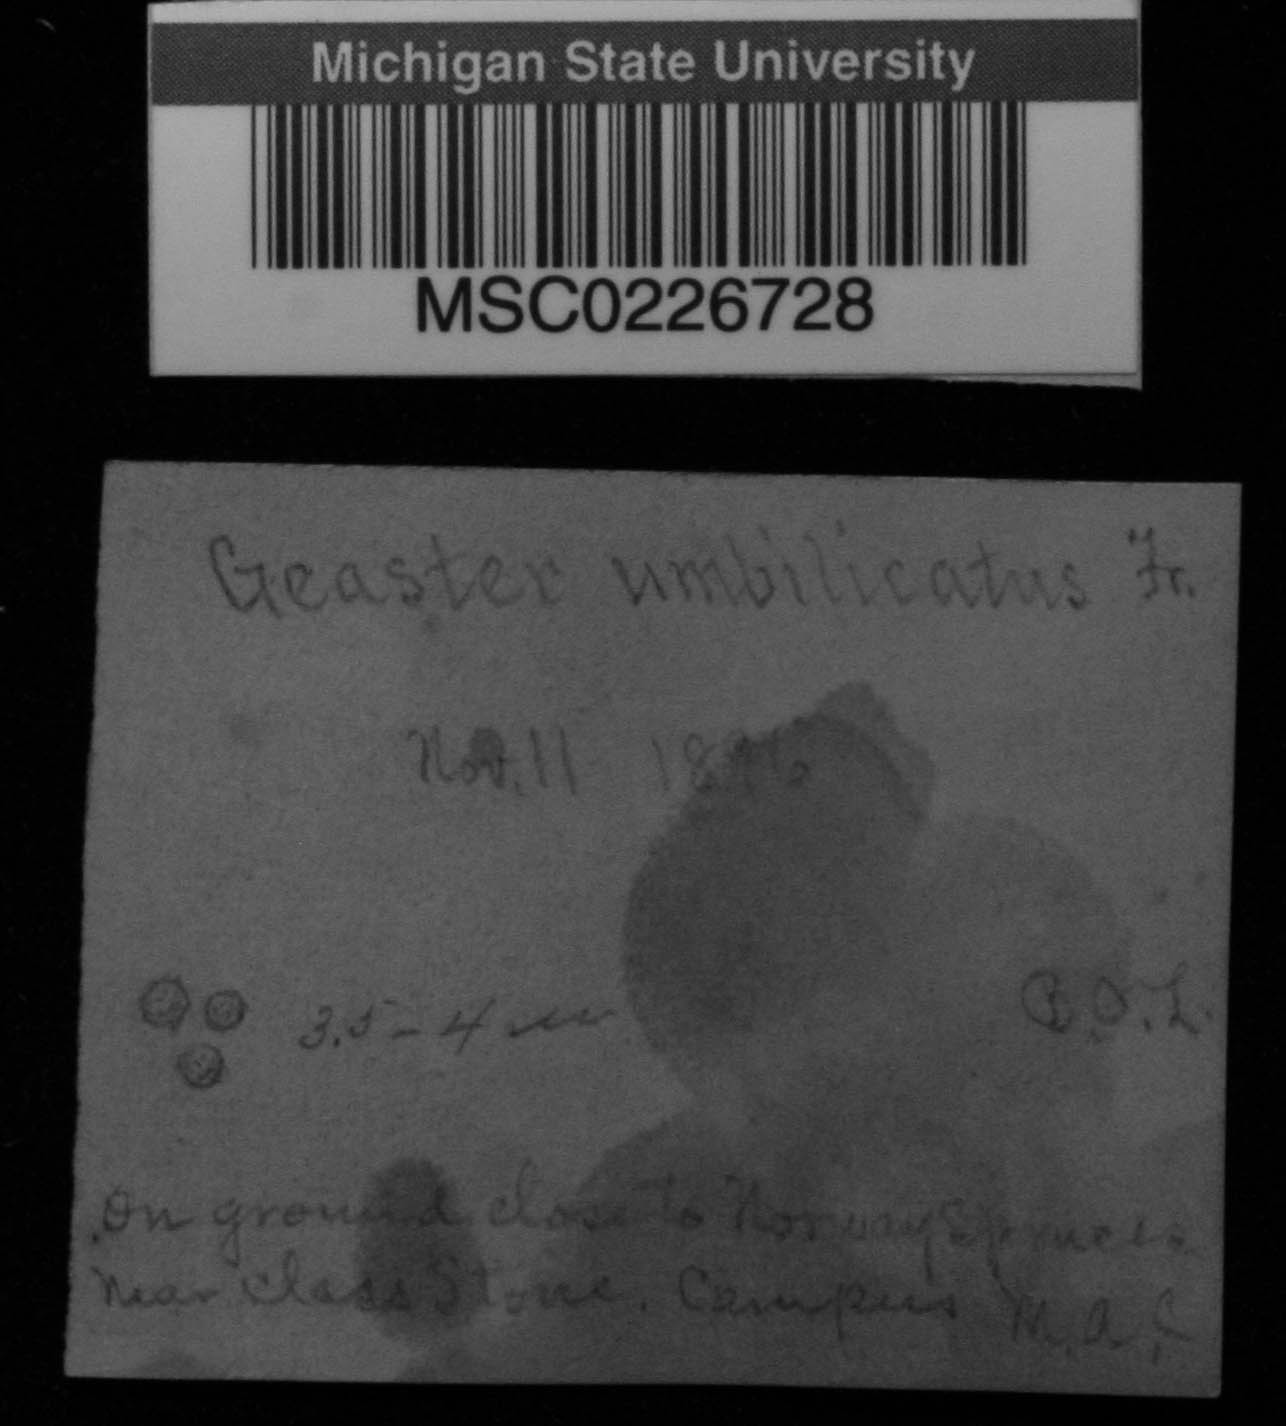 Michigan State University
MSC0226728
Geaster umbilicatus Fr.
Nov. 11 1896
3.5-4 µ
B.O.L.
On ground close to Norway Spruces
near class Stone. Campus M.A.C